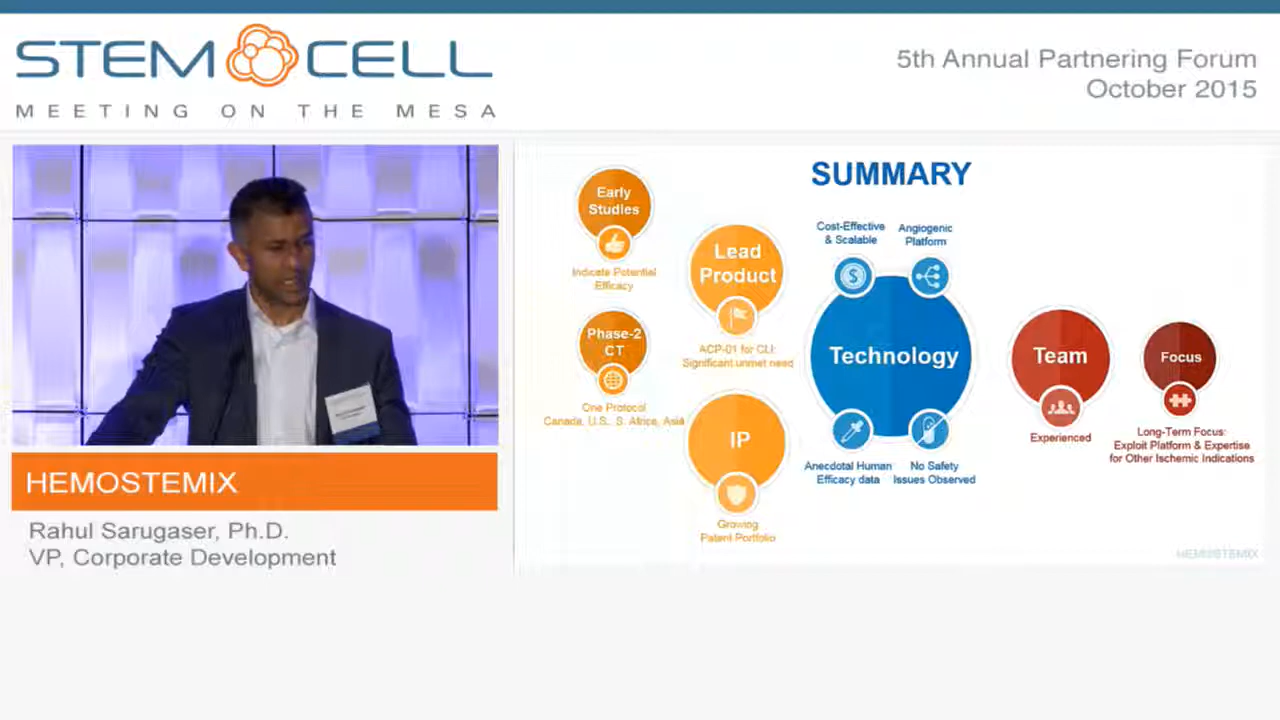 STEM CELL
MEETING ON THE MESA
5th Annual Partnering Forum
October 2015
HEMOSTEMIX
Rahul Sarugaser, Ph.D.
VP, Corporate Development
SUMMARY
Early
Studies
Indicate Potential
Efficacy
Phase-2
CT
One Protocol
Canada, U.S., S. Africa, Asia
Lead
Product
ACP-01 for CLI:
Significant unmet need
IP
Growing
Patent Portfolio
Cost-Effective
& Scalable
Angiogenic
Platform
$
Technology
Anecdotal Human
Efficacy data
No Safety
Issues Observed
Team
Experienced
Focus
Long-Term Focus:
Exploit Platform & Expertise
for Other Ischemic Indications
HEMOSTEMIX